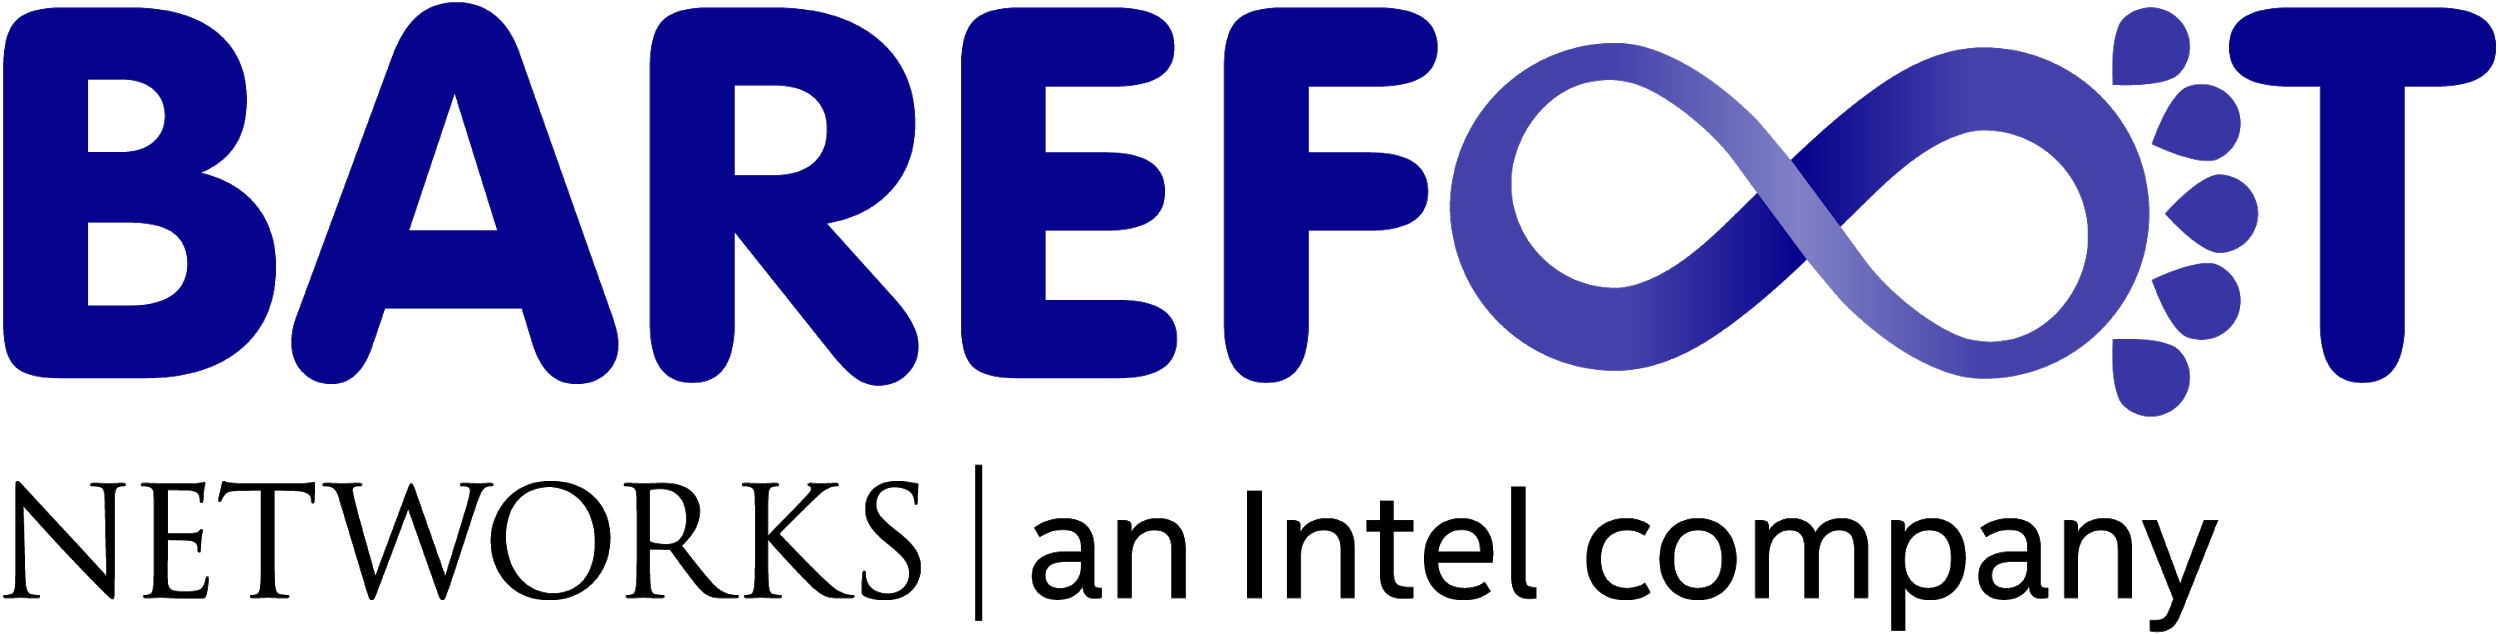 BAREFOOT
NETWORKS | an Intel company